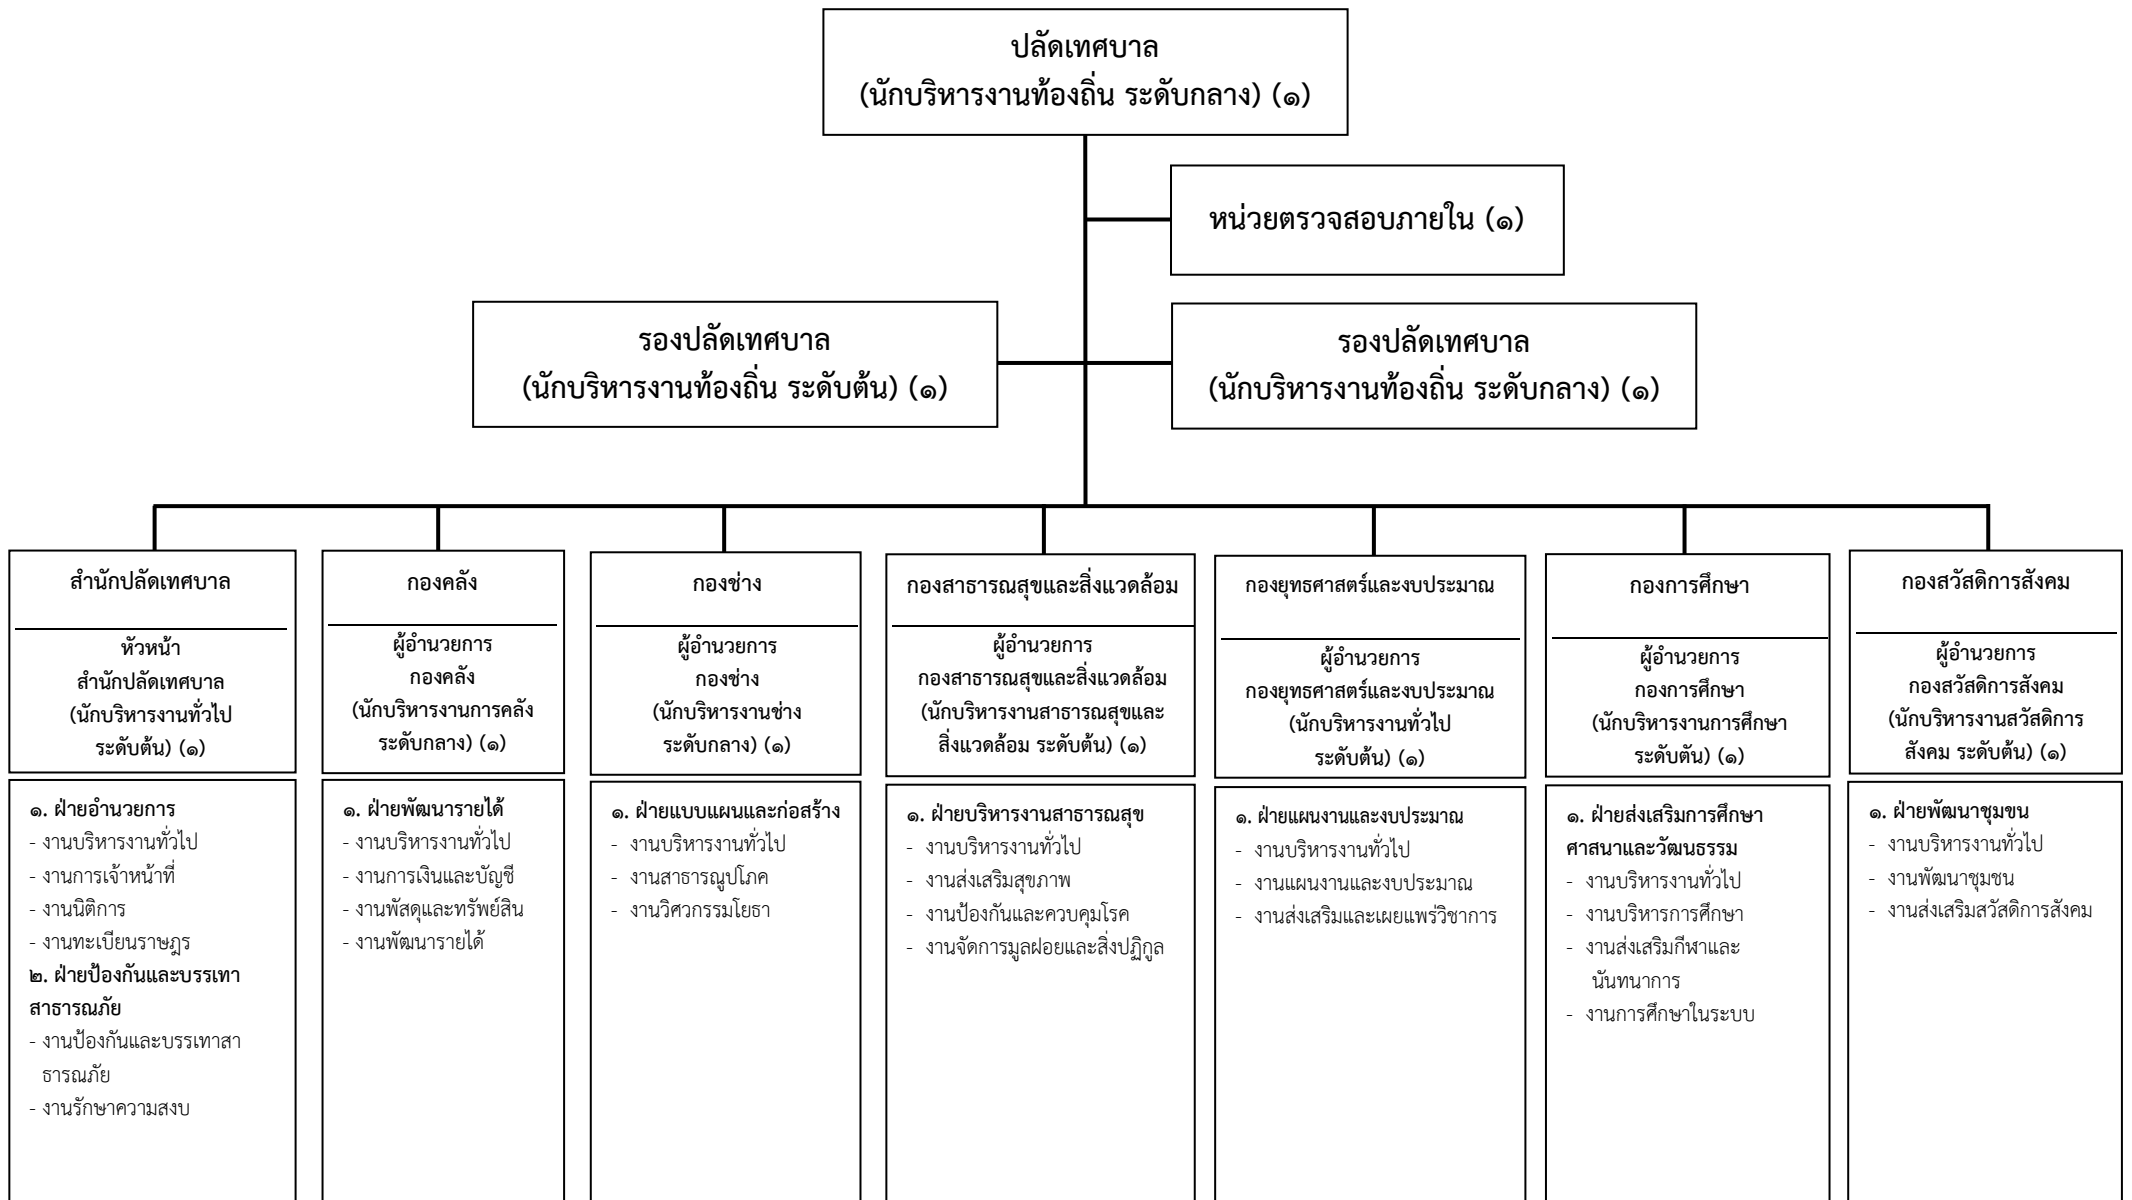 ปลัดเทศบาล
(นักบริหารงานท้องถิ่น ระดับกลาง) (๑)
หน่วยตรวจสอบภายใน (๑)
รองปลัดเทศบาล
(นักบริหารงานท้องถิ่น ระดับต้น) (๑)
รองปลัดเทศบาล
(นักบริหารงานท้องถิ่น ระดับกลาง) (๑)
สำนักปลัดเทศบาล
หัวหน้า
สำนักปลัดเทศบาล
(นักบริหารงานทั่วไป
ระดับต้น) (๑)
๑. ฝ่ายอำนวยการ
- งานบริหารงานทั่วไป
- งานการเจ้าหน้าที่
- งานนิติการ
- งานทะเบียนราษฎร
๒. ฝ่ายป้องกันและบรรเทา
สาธารณภัย
- งานป้องกันและบรรเทาสา
ธารณภัย
- งานรักษาความสงบ
กองคลัง
ผู้อำนวยการ
กองคลัง
(นักบริหารงานการคลัง
ระดับกลาง) (๑)
๑. ฝ่ายพัฒนารายได้
- งานบริหารงานทั่วไป
- งานการเงินและบัญชี
- งานพัสดุและทรัพย์สิน
- งานพัฒนารายได้
กองช่าง
ผู้อำนวยการ
กองช่าง
(นักบริหารงานช่าง
ระดับกลาง) (๑)
๑. ฝ่ายแบบแผนและก่อสร้าง
- งานบริหารงานทั่วไป
- งานสาธารณูปโภค
- งานวิศวกรรมโยธา
กองสาธารณสุขและสิ่งแวดล้อม
ผู้อำนวยการ
กองสาธารณสุขและสิ่งแวดล้อม
(นักบริหารงานสาธารณสุขและ
สิ่งแวดล้อม ระดับต้น) (๑)
๑. ฝ่ายบริหารงานสาธารณสุข
- งานบริหารงานทั่วไป
- งานส่งเสริมสุขภาพ
- งานป้องกันและควบคุมโรค
- งานจัดการมูลฝอยและสิ่งปฏิกูล
กองยุทธศาสตร์และงบประมาณ
ผู้อำนวยการ
กองยุทธศาสตร์และงบประมาณ
(นักบริหารงานทั่วไป
ระดับต้น) (๑)
๑. ฝ่ายแผนงานและงบประมาณ
- งานบริหารงานทั่วไป
- งานแผนงานและงบประมาณ
- งานส่งเสริมและเผยแพร่วิชาการ
กองการศึกษา
ผู้อำนวยการ
กองการศึกษา
(นักบริหารงานการศึกษา
ระดับตัน) (๑)
๑. ฝ่ายส่งเสริมการศึกษา
ศาสนาและวัฒนธรรม
- งานบริหารงานทั่วไป
- งานบริหารการศึกษา
- งานส่งเสริมกีฬาและ
นันทนาการ
- งานการศึกษาในระบบ
กองสวัสดิการสังคม
ผู้อำนวยการ
กองสวัสดิการสังคม
(นักบริหารงานสวัสดิการ
สังคม ระดับต้น) (๑)
๑. ฝ่ายพัฒนาชุมขน
- งานบริหารงานทั่วไป
- งานพัฒนาชุมชน
- งานส่งเสริมสวัสดิการสังคม